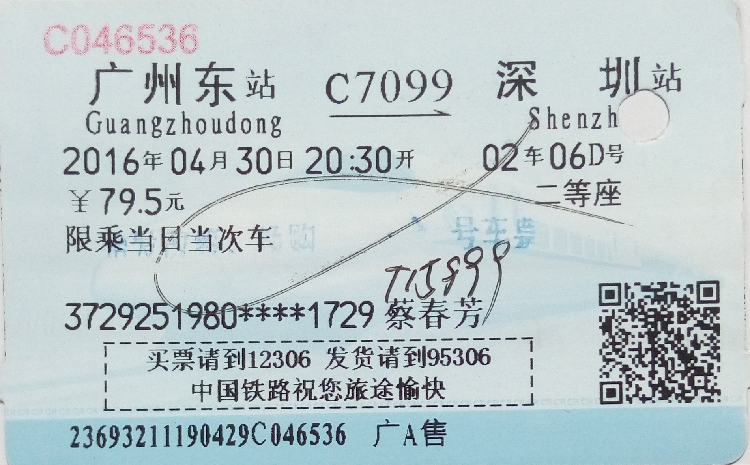 C046536
广州东站 C7099 深圳站
Guangzhoudong Shenzh
2016年04月30日 20:30开 02车06D号
￥79.5元 二等座
限乘当日当次车
3729251980****1729 蔡春芳
买票请到12306 发货请到95306
中国铁路祝您旅途愉快
23693211190429C046536 广A售